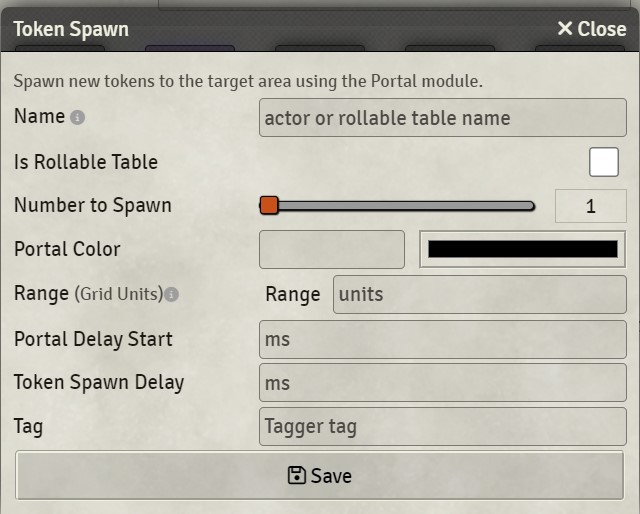 Token Spawn
Close
Spawn new tokens to the target area using the Portal module.
Name
actor or rollable table name
Is Rollable Table
Number to Spawn
1
Portal Color
Range (Grid Units)
Range
units
Portal Delay Start
ms
Token Spawn Delay
ms
Tag
Tagger tag
Save